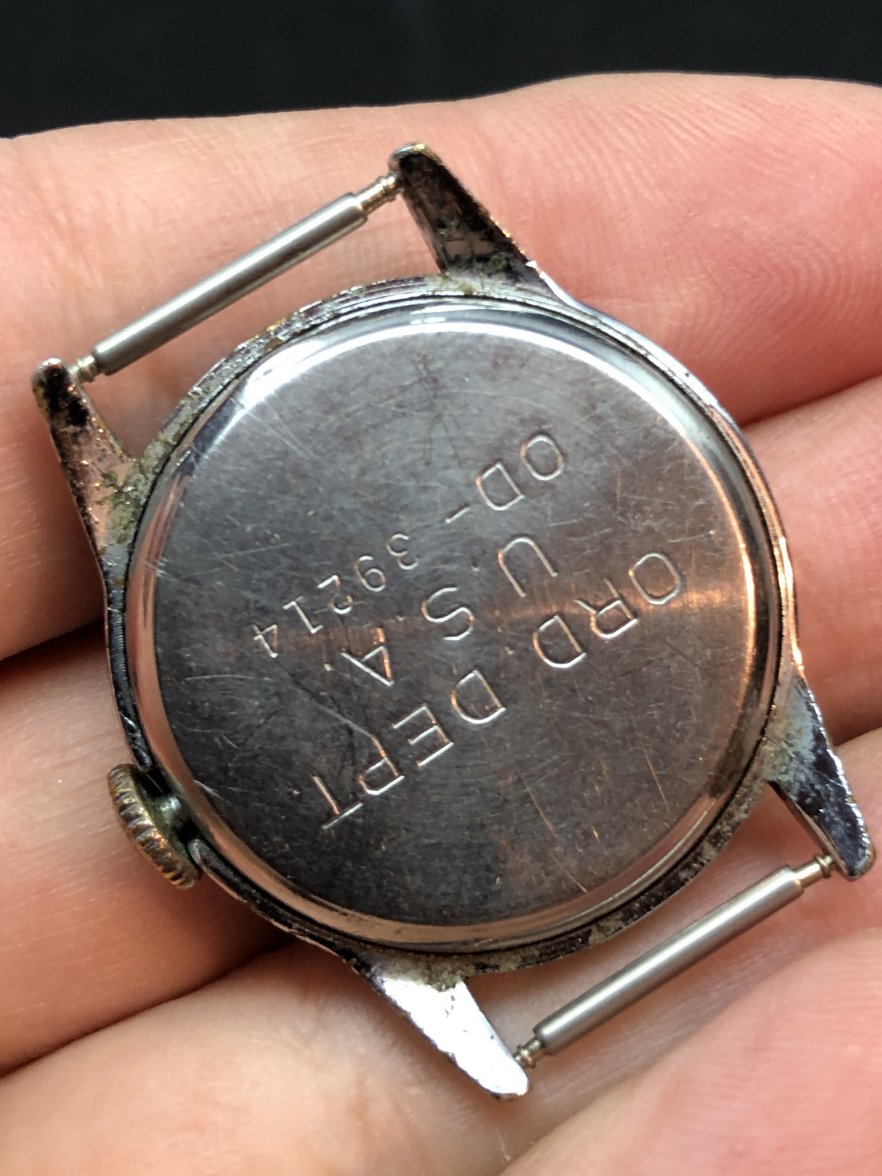 ORD. DEPT
U. S. A.
OD- 39214